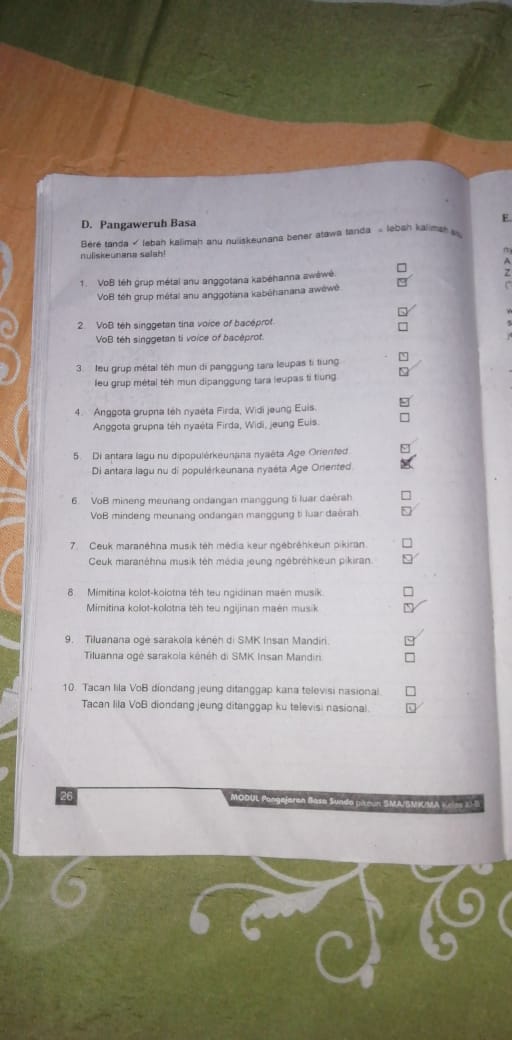 D. Pangaweruh Basa
Béré tanda ✓ lebah kalimah anu nuliskeunana bener atawa tanda × lebah kalimah anu
nuliskeunana salah!
1. VoB téh grup métal anu anggotana kabéhanna awéwé.
VoB téh grup métal anu anggotana kabéhanana awéwé.
2. VoB téh singgetan tina voice of bacéprot.
VoB téh singgetan ti voice of bacéprot.
3. Ieu grup métal téh mun di panggung tara leupas ti tiung.
Ieu grup métal téh mun dipanggung tara leupas ti tiung.
4. Anggota grupna téh nyaéta Firda, Widi jeung Euis.
Anggota grupna téh nyaéta Firda, Widi, jeung Euis.
5. Di antara lagu nu dipopulérkeunana nyaéta Age Oriented.
Di antara lagu nu di populérkeunana nyaéta Age Oriented.
6. VoB mineng meunang ondangan manggung ti luar daérah.
VoB mindeng meunang ondangan manggung ti luar daérah.
7. Ceuk maranéhna musik téh média keur ngébréhkeun pikiran.
Ceuk maranéhna musik téh média jeung ngébréhkeun pikiran.
8. Mimitina kolot-kolotna téh teu ngidinan maén musik.
Mimitina kolot-kolotna téh teu ngijinan maén musik.
9. Tiluanana ogé sarakola kénéh di SMK Insan Mandiri.
Tiluanna ogé sarakola kénéh di SMK Insan Mandiri.
10. Tacan lila VoB diondang jeung ditanggap kana televisi nasional.
Tacan lila VoB diondang jeung ditanggap ku televisi nasional.
26
MODUL Pangajaran Basa Sunda pikeun SMA/SMK/MA Kelas XI-B
E.